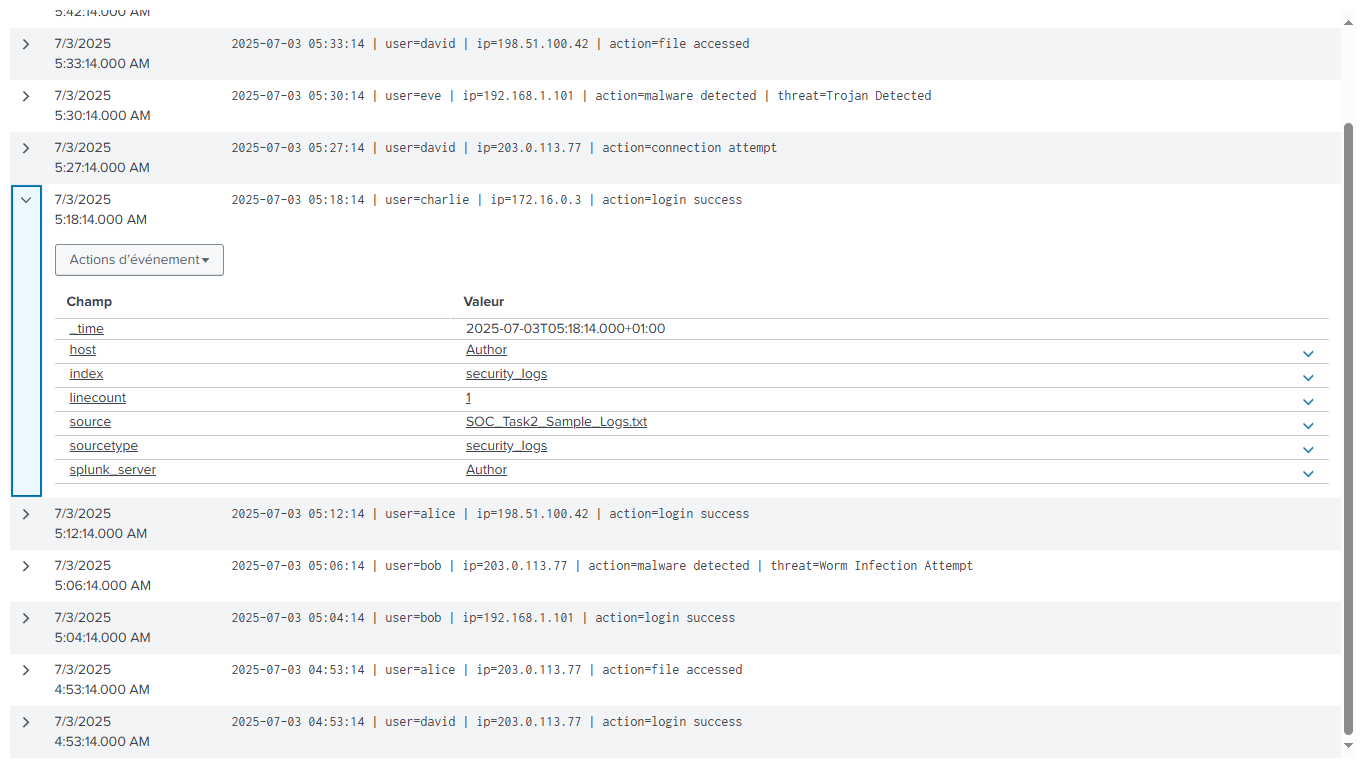 5:42:14.000 AM
7/3/2025 2025-07-03 05:33:14 | user=david | ip=198.51.100.42 | action=file accessed
5:33:14.000 AM
7/3/2025 2025-07-03 05:30:14 | user=eve | ip=192.168.1.101 | action=malware detected | threat=Trojan Detected
5:30:14.000 AM
7/3/2025 2025-07-03 05:27:14 | user=david | ip=203.0.113.77 | action=connection attempt
5:27:14.000 AM
7/3/2025 2025-07-03 05:18:14 | user=charlie | ip=172.16.0.3 | action=login success
5:18:14.000 AM
Actions d'événement
Champ Valeur
_time 2025-07-03T05:18:14.000+01:00
host Author
index security_logs
linecount 1
source SOC_Task2_Sample_Logs.txt
sourcetype security_logs
splunk_server Author
7/3/2025 2025-07-03 05:12:14 | user=alice | ip=198.51.100.42 | action=login success
5:12:14.000 AM
7/3/2025 2025-07-03 05:06:14 | user=bob | ip=203.0.113.77 | action=malware detected | threat=Worm Infection Attempt
5:06:14.000 AM
7/3/2025 2025-07-03 05:04:14 | user=bob | ip=192.168.1.101 | action=login success
5:04:14.000 AM
7/3/2025 2025-07-03 04:53:14 | user=alice | ip=203.0.113.77 | action=file accessed
4:53:14.000 AM
7/3/2025 2025-07-03 04:53:14 | user=david | ip=203.0.113.77 | action=login success
4:53:14.000 AM